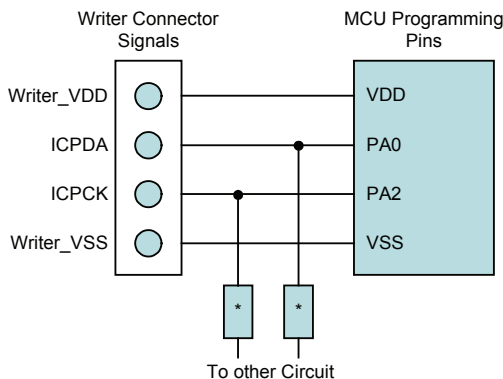 Writer Connector
Signals
MCU Programming
Pins
Writer_VDD
VDD
ICPDA
PA0
ICPCK
PA2
Writer_VSS
VSS
*
*
To other Circuit